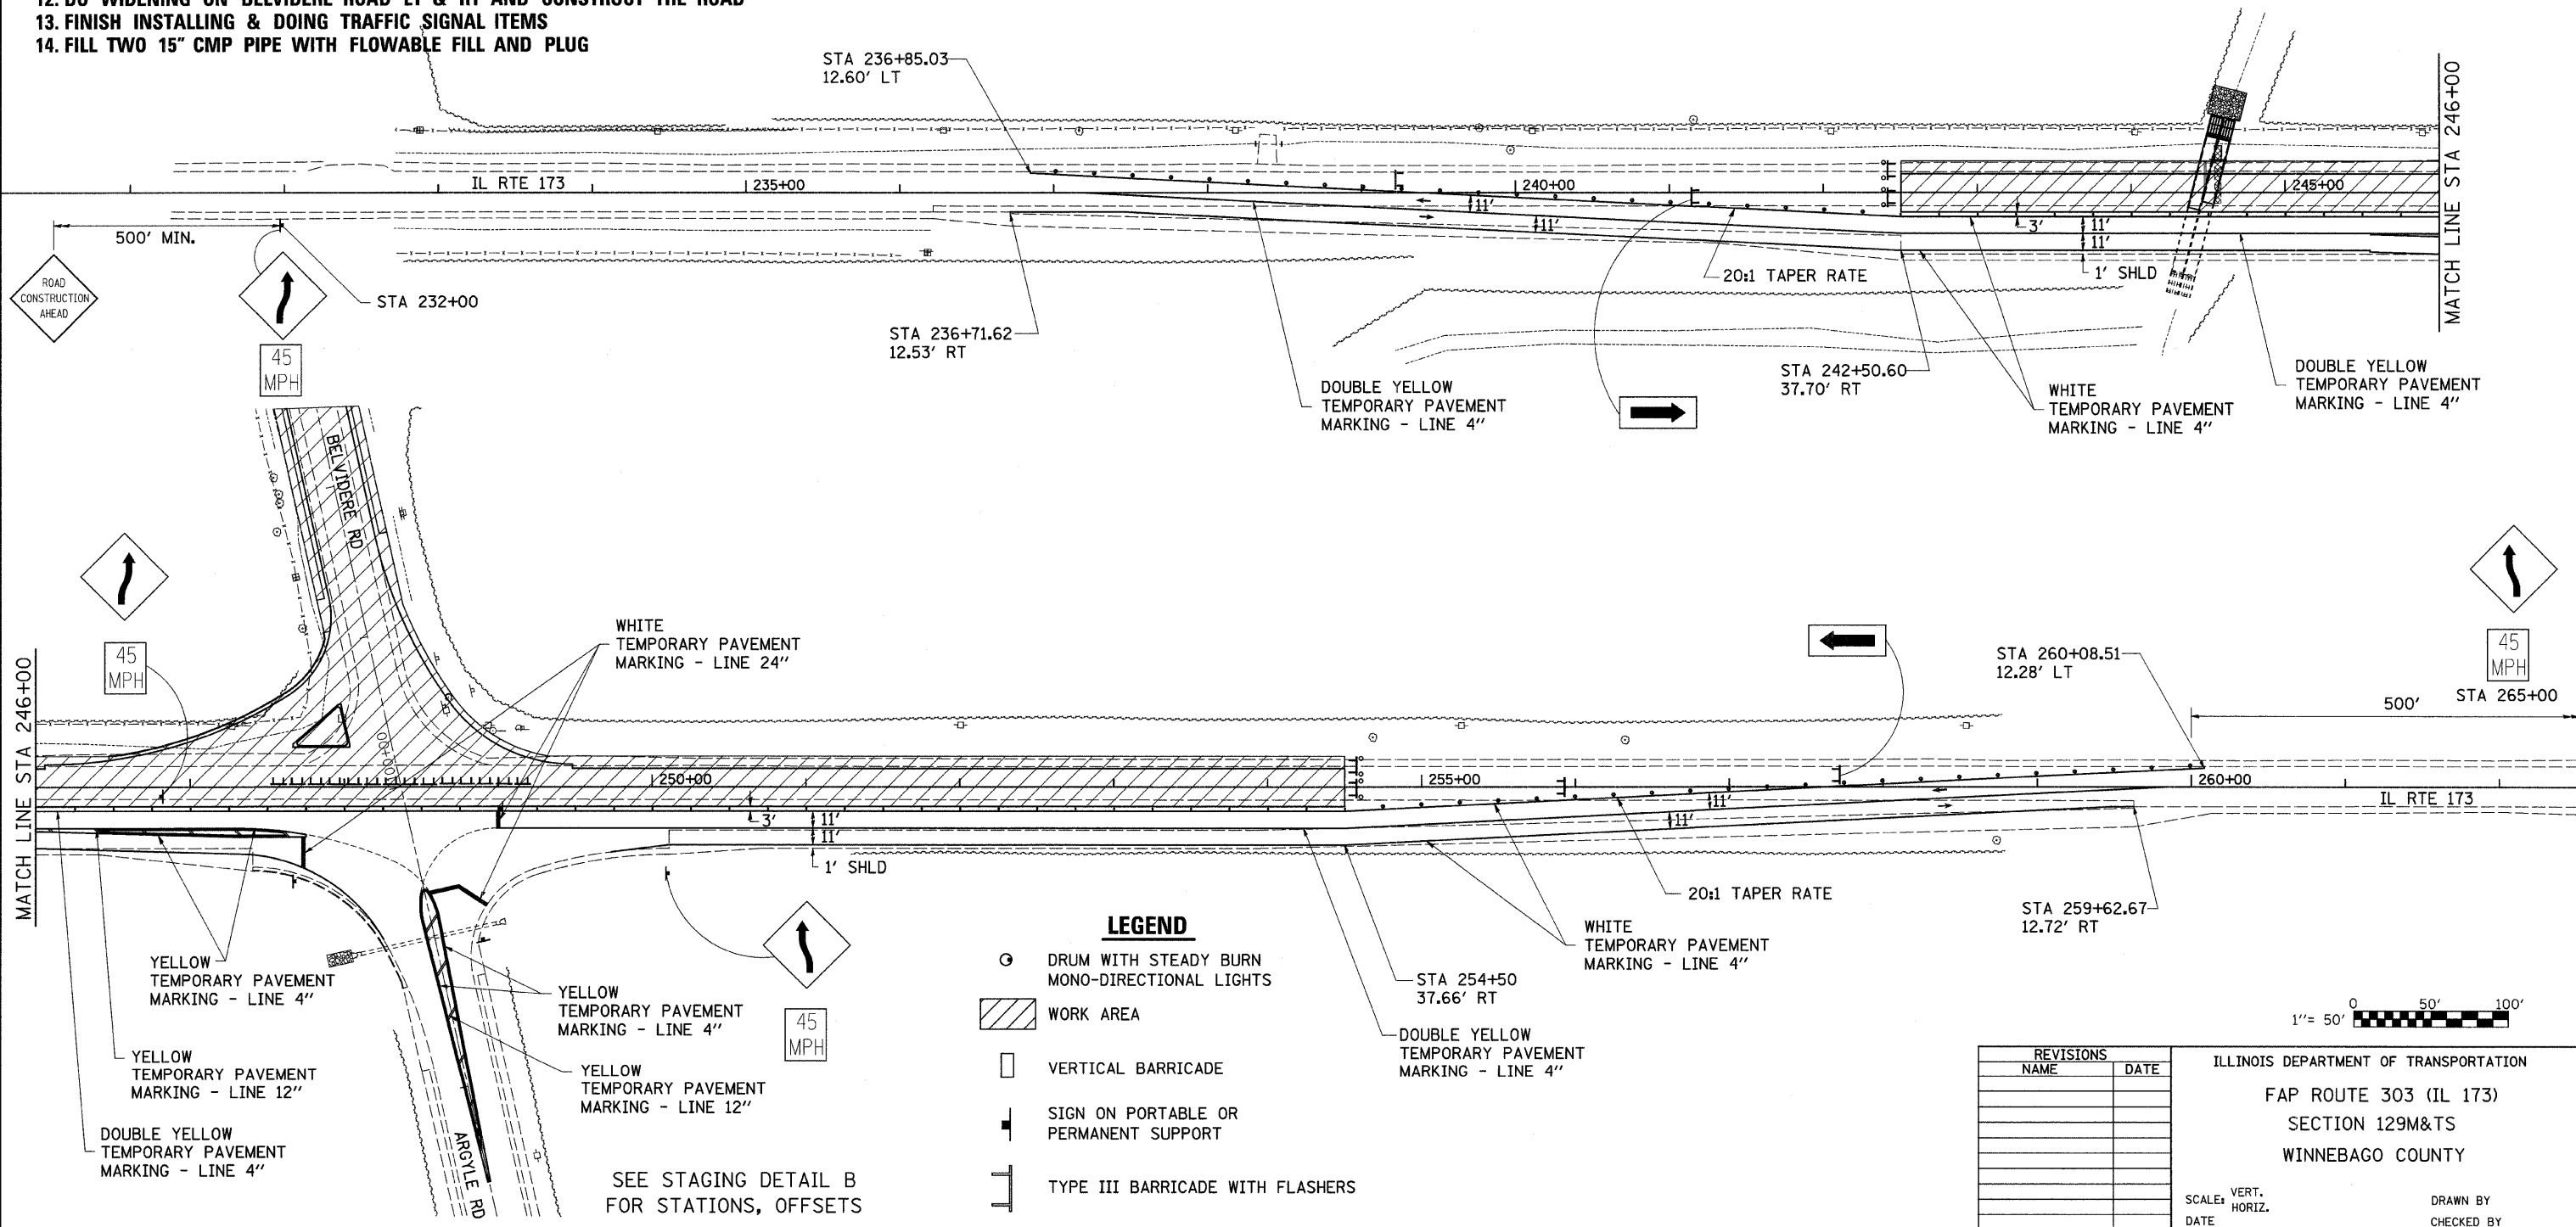 12. DO WIDENING ON BELVIDERE ROAD LT & RT AND CONSTRUCT THE ROAD
13. FINISH INSTALLING & DOING TRAFFIC SIGNAL ITEMS
14. FILL TWO 15" CMP PIPE WITH FLOWABLE FILL AND PLUG
STA 236+85.03
12.60' LT
MATCH LINE STA 246+00
IL RTE 173
235+00
240+00
245+00
11'
11'
3'
11'
11'
1' SHLD
500' MIN.
ROAD
CONSTRUCTION
AHEAD
STA 232+00
45
MPH
20:1 TAPER RATE
STA 236+71.62
12.53' RT
DOUBLE YELLOW
TEMPORARY PAVEMENT
MARKING - LINE 4"
STA 242+50.60
37.70' RT
WHITE
TEMPORARY PAVEMENT
MARKING - LINE 4"
DOUBLE YELLOW
TEMPORARY PAVEMENT
MARKING - LINE 4"
BELVIDERE RD
MATCH LINE STA 246+00
45
MPH
WHITE
TEMPORARY PAVEMENT
MARKING - LINE 24"
STA 260+08.51
12.28' LT
45
MPH
STA 265+00
500'
250+00
255+00
260+00
IL RTE 173
3'
11'
11'
1' SHLD
11'
11'
20:1 TAPER RATE
STA 259+62.67
12.72' RT
WHITE
TEMPORARY PAVEMENT
MARKING - LINE 4"
STA 254+50
37.66' RT
DOUBLE YELLOW
TEMPORARY PAVEMENT
MARKING - LINE 4"
YELLOW
TEMPORARY PAVEMENT
MARKING - LINE 4"
YELLOW
TEMPORARY PAVEMENT
MARKING - LINE 12"
DOUBLE YELLOW
TEMPORARY PAVEMENT
MARKING - LINE 4"
YELLOW
TEMPORARY PAVEMENT
MARKING - LINE 4"
YELLOW
TEMPORARY PAVEMENT
MARKING - LINE 12"
ARGYLE RD
45
MPH
SEE STAGING DETAIL B
FOR STATIONS, OFFSETS
LEGEND
DRUM WITH STEADY BURN
MONO-DIRECTIONAL LIGHTS
WORK AREA
VERTICAL BARRICADE
SIGN ON PORTABLE OR
PERMANENT SUPPORT
TYPE III BARRICADE WITH FLASHERS
0 50' 100'
1"= 50'
REVISIONS
NAME DATE
ILLINOIS DEPARTMENT OF TRANSPORTATION
FAP ROUTE 303 (IL 173)
SECTION 129M&TS
WINNEBAGO COUNTY
SCALE: VERT.
HORIZ.
DATE
DRAWN BY
CHECKED BY